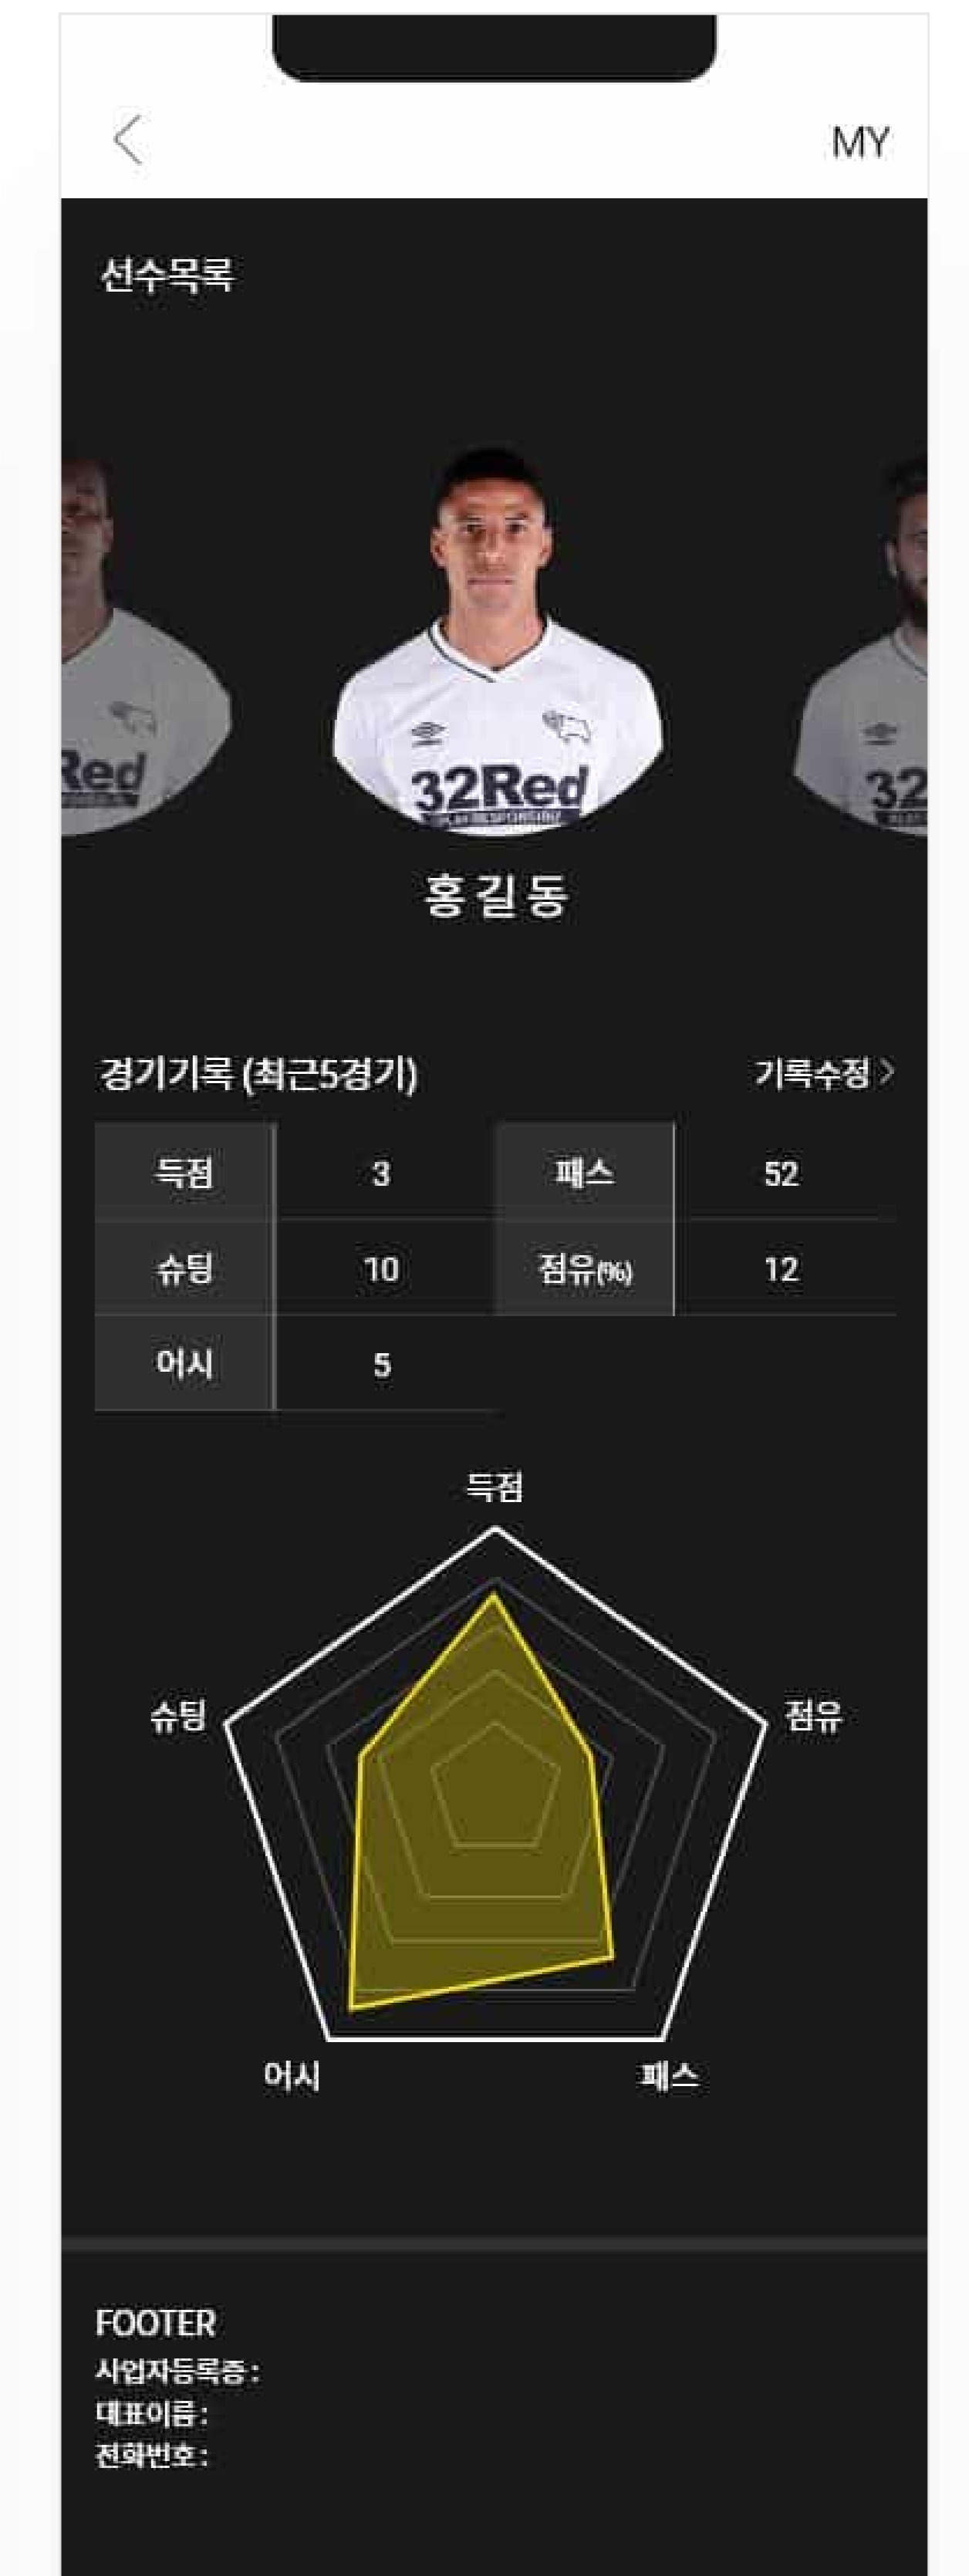 MY
선수목록
Red
32Red
32
홍길동
경기기록 (최근5경기)
기록수정
득점 3 패스 52
슈팅 10 점유(%) 12
어시 5
득점
슈팅
점유
어시
패스
FOOTER
사업자등록증 :
대표이름 :
전화번호 :